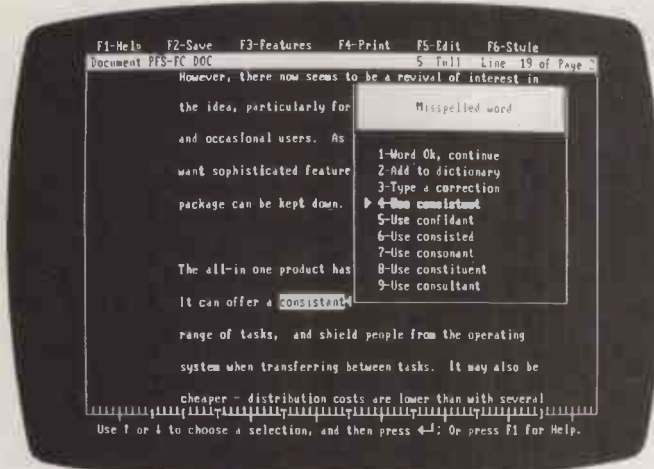 F1-Help F2-Save F3-Features F4-Print F5-Edit F6-Style
Document PFS-FC DOC 5 Full Line 19 of Page 2
However, there now seems to be a revival of interest in
the idea, particularly for
and occasional users. As
want sophisticated feature
package can be kept down.
The all-in one product has
It can offer a consistant
range of tasks, and shield people from the operating
system when transferring between tasks. It may also be
cheaper - distribution costs are lower than with several
Misspelled word
1-Word Ok, continue
2-Add to dictionary
3-Type a correction
4-Use consistent
5-Use confidant
6-Use consisted
7-Use consonant
8-Use constituent
9-Use consultant
Use ↑ or ↓ to choose a selection, and then press ↵; Or press F1 for Help.